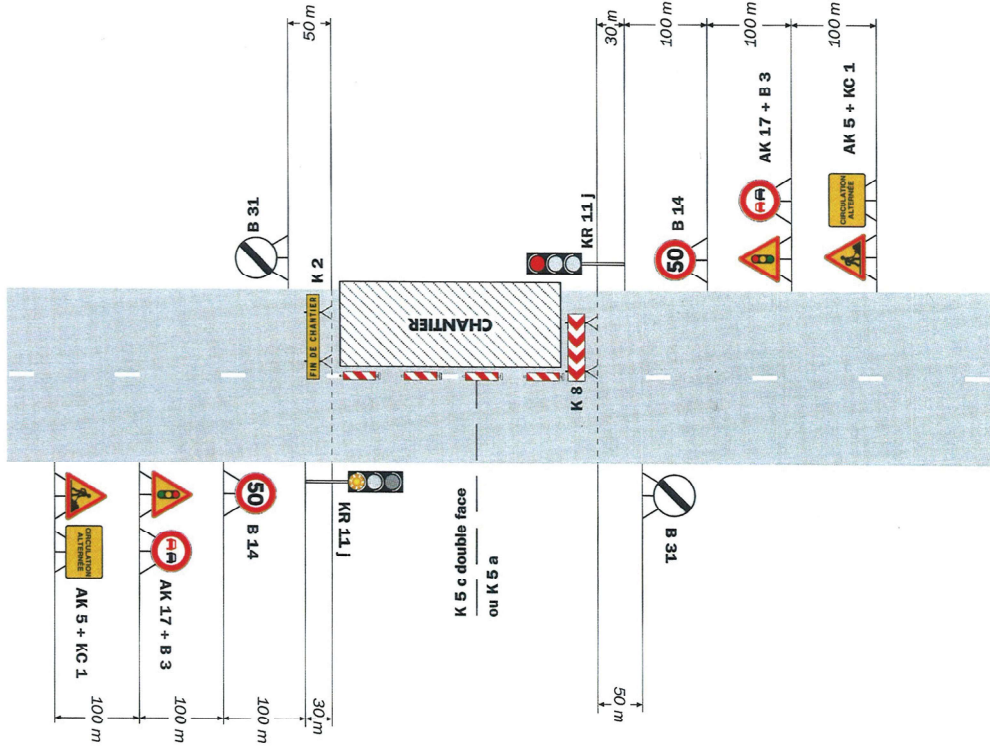 50 m
30 m
100 m
100 m
100 m
B 31
K 2
FIN DE CHANTIER
CHANTIER
KR 11 j
K 8
50
B 14
AK 17 + B 3
CIRCULATION
ALTERNÉE
AK 5 + KC 1
CIRCULATION
ALTERNÉE
AK 5 + KC 1
AK 17 + B 3
50
B 14
KR 11 j
K 5 c double face
ou K 5 a
B 31
100 m
100 m
100 m
30 m
50 m